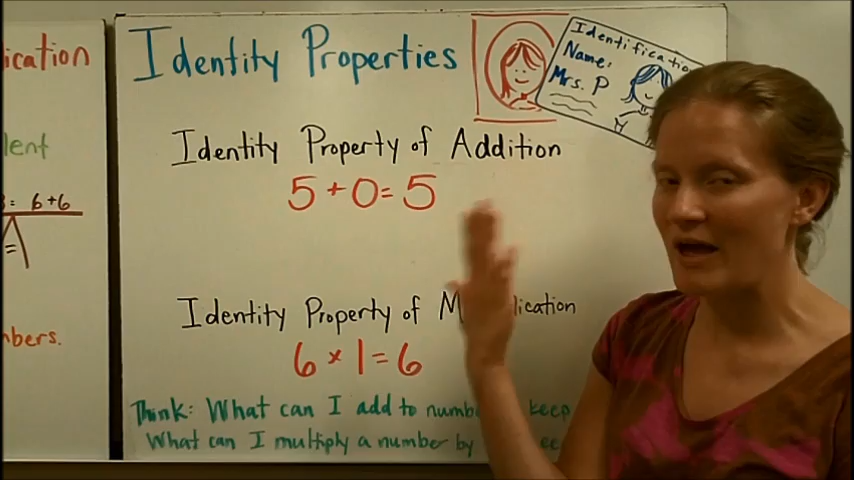 ication
lent
= 6+6
=
nbers.
Identity Properties
Identification
Name:
Mrs. P
Identity Property of Addition
5+0=5
Identity Property of M lication
6×1=6
Think: What can I add to numb keep
What can I multiply a number by